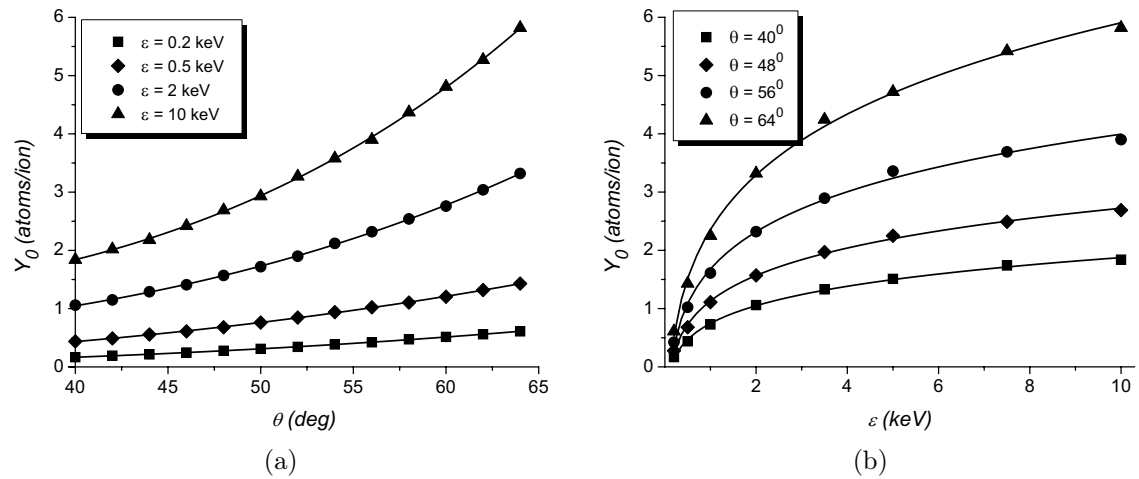 6
5
4
3
2
1
0
Y₀ (atoms/ion)
ε = 0.2 keV
ε = 0.5 keV
ε = 2 keV
ε = 10 keV
40 45 50 55 60 65
θ (deg)
(a)
6
5
4
3
2
1
0
Y₀ (atoms/ion)
θ = 40⁰
θ = 48⁰
θ = 56⁰
θ = 64⁰
2 4 6 8 10
ε (keV)
(b)